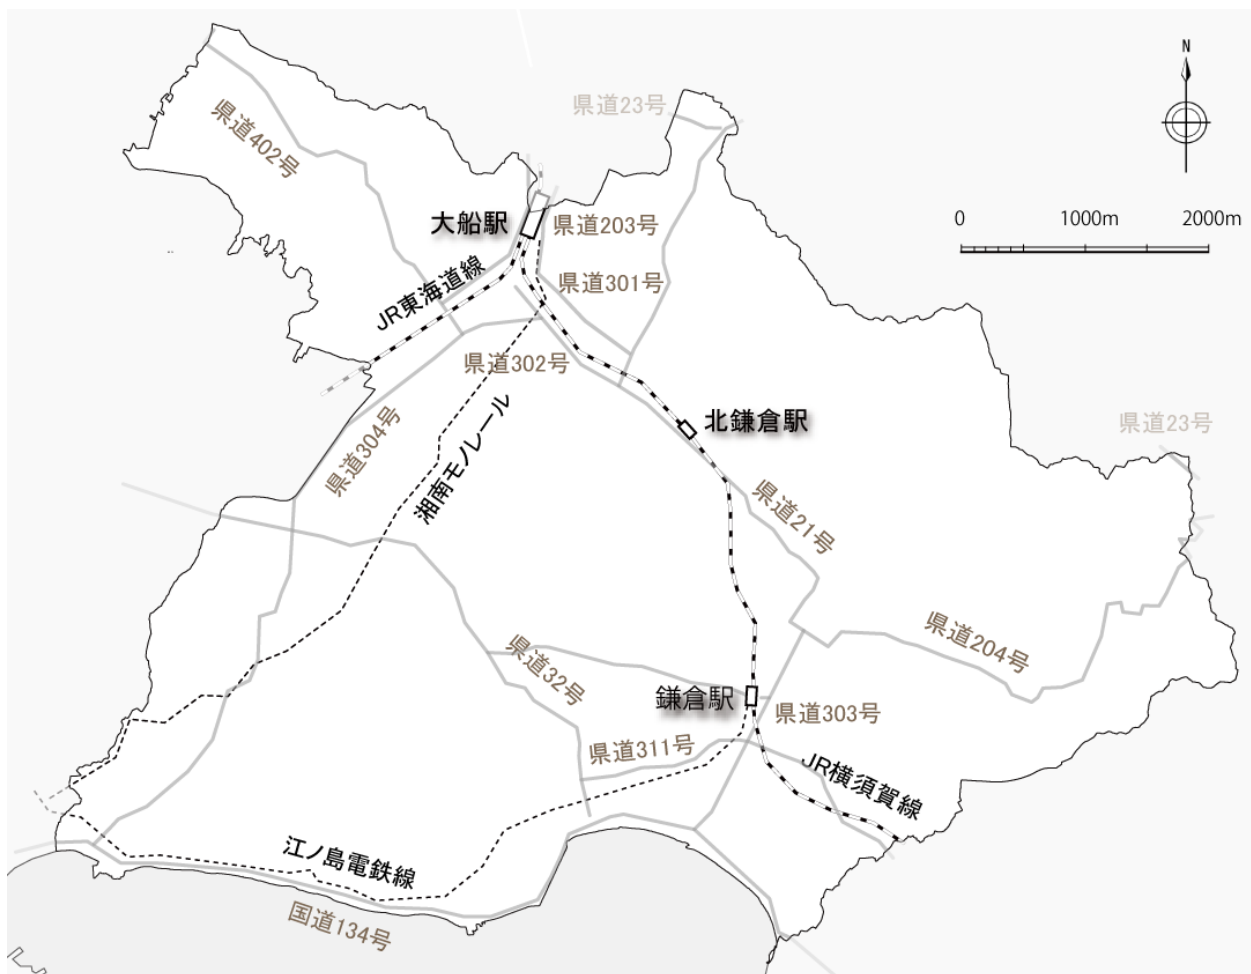 N
県道23号
県道402号
大船駅
県道203号
0 1000m 2000m
JR東海道線
県道301号
県道302号
県道304号
湘南モノレール
北鎌倉駅
県道23号
県道21号
県道32号
県道204号
鎌倉駅
県道303号
県道311号
JR横須賀線
江ノ島電鉄線
国道134号